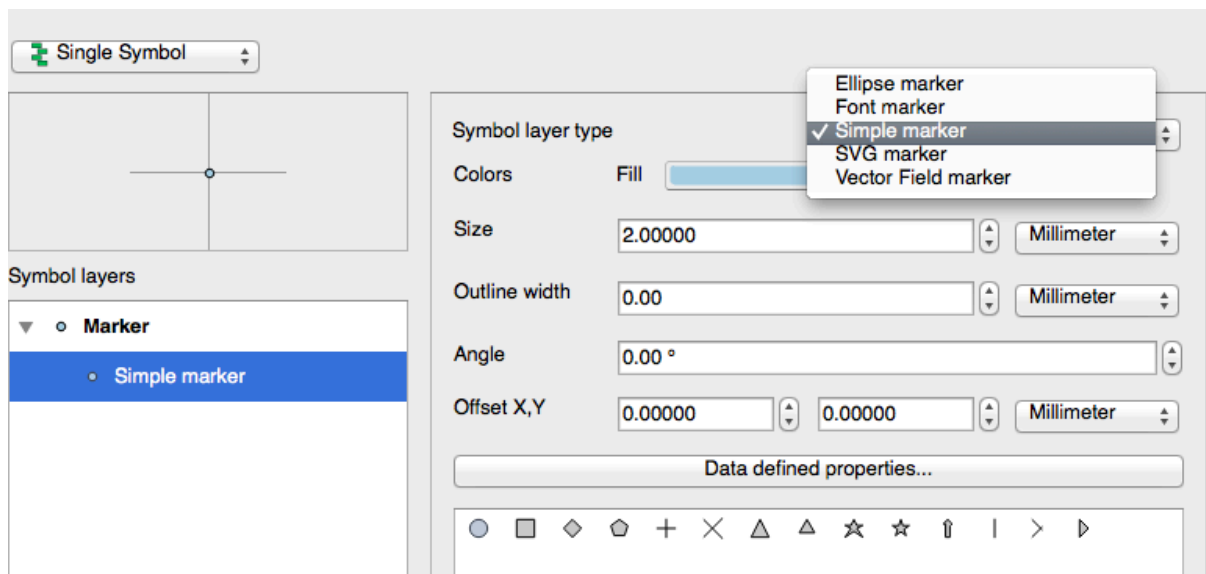 Single Symbol
Ellipse marker
Font marker
✓ Simple marker
SVG marker
Vector Field marker
Symbol layer type
Colors Fill
Size 2.00000 Millimeter
Outline width 0.00 Millimeter
Angle 0.00 °
Offset X,Y 0.00000 0.00000 Millimeter
Data defined properties...
Symbol layers
Marker
Simple marker